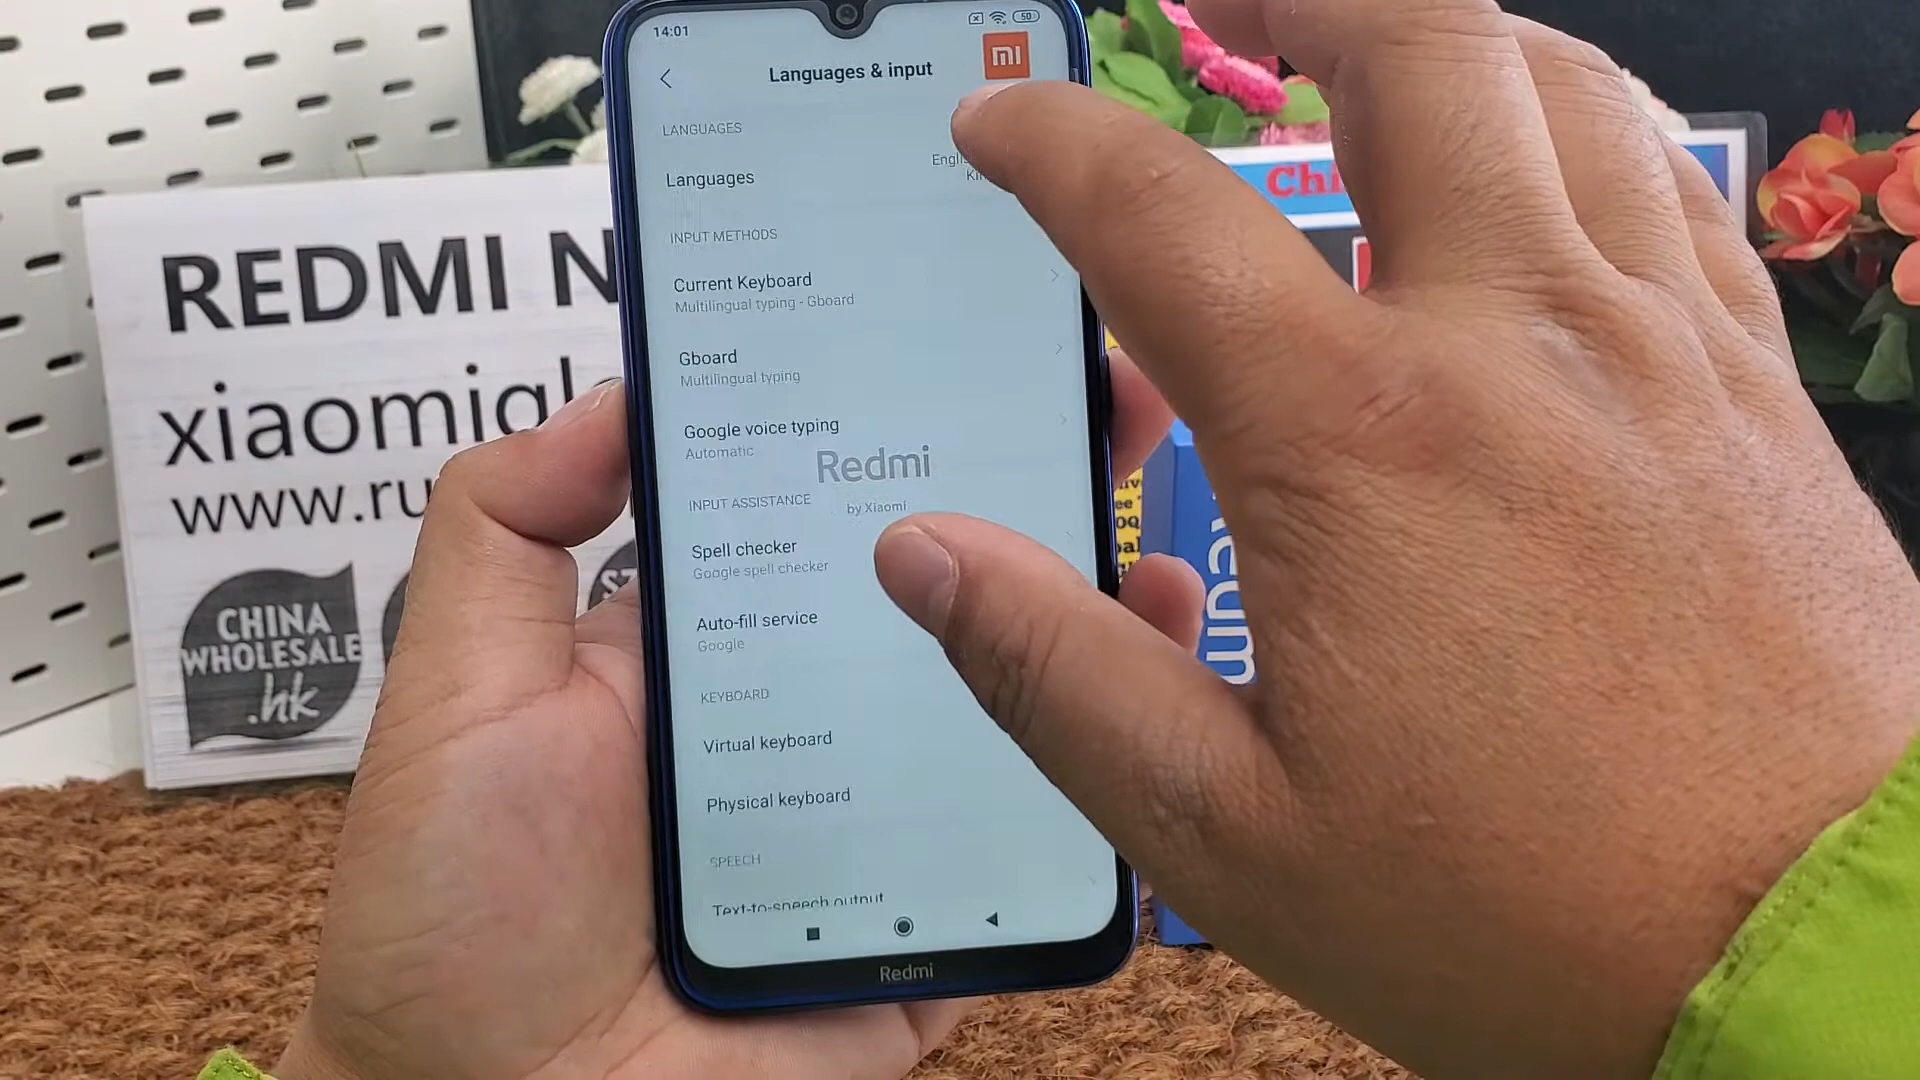 14:01
50
mi
Languages & input
LANGUAGES
Languages
INPUT METHODS
Current Keyboard
Multilingual typing - Gboard
Gboard
Multilingual typing
Google voice typing
Automatic
Redmi
by Xiaomi
INPUT ASSISTANCE
Spell checker
Google spell checker
Auto-fill service
Google
KEYBOARD
Virtual keyboard
Physical keyboard
SPEECH
Text-to-speech output
Redmi
REDMI N
www.ru
CHINA
WHOLESALE
.hk
SZ
Chi